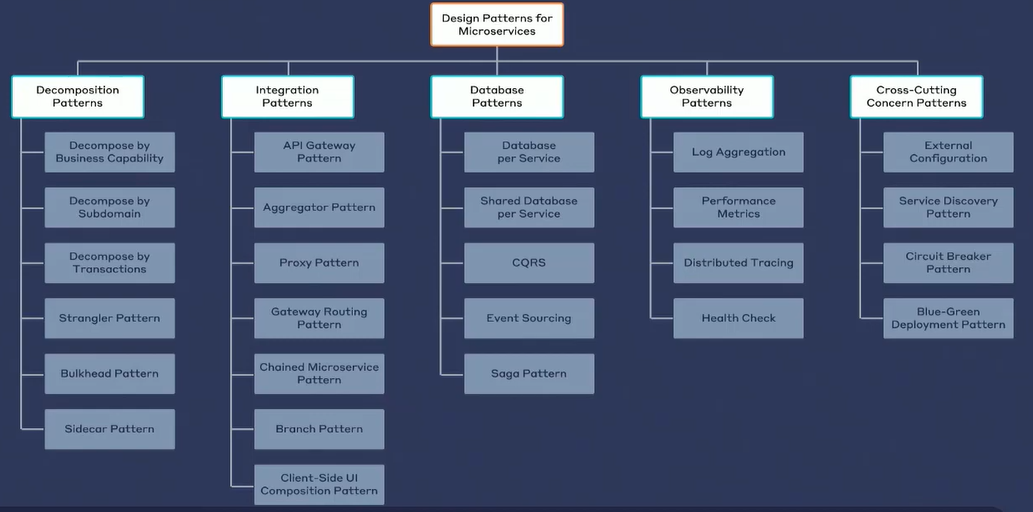 Design Patterns for
Microservices
Decomposition
Patterns
Decompose by
Business Capability
Decompose by
Subdomain
Decompose by
Transactions
Strangler Pattern
Bulkhead Pattern
Sidecar Pattern
Integration
Patterns
API Gateway
Pattern
Aggregator Pattern
Proxy Pattern
Gateway Routing
Pattern
Chained Microservice
Pattern
Branch Pattern
Client-Side UI
Composition Pattern
Database
Patterns
Database
per Service
Shared Database
per Service
CQRS
Event Sourcing
Saga Pattern
Observability
Patterns
Log Aggregation
Performance
Metrics
Distributed Tracing
Health Check
Cross-Cutting
Concern Patterns
External
Configuration
Service Discovery
Pattern
Circuit Breaker
Pattern
Blue-Green
Deployment Pattern